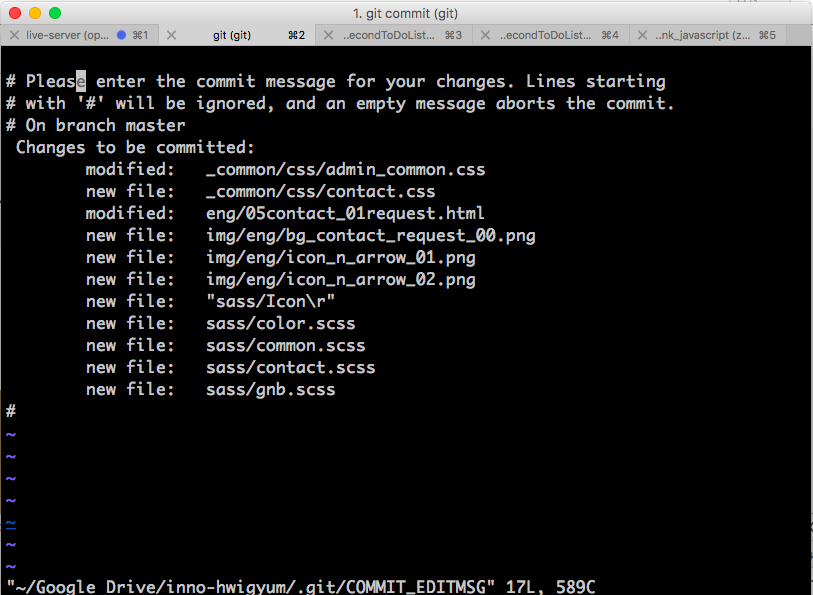 1. git commit (git)
live-server (op... ⌘1
git (git) ⌘2
..econdToDoList... ⌘3
..econdToDoList... ⌘4
..nk_javascript (z... ⌘5
# Please enter the commit message for your changes. Lines starting
# with '#' will be ignored, and an empty message aborts the commit.
# On branch master
Changes to be committed:
modified: _common/css/admin_common.css
new file: _common/css/contact.css
modified: eng/05contact_01request.html
new file: img/eng/bg_contact_request_00.png
new file: img/eng/icon_n_arrow_01.png
new file: img/eng/icon_n_arrow_02.png
new file: "sass/Icon\r"
new file: sass/color.scss
new file: sass/common.scss
new file: sass/contact.scss
new file: sass/gnb.scss
#
~
~
~
~
~
~
~
"~/Google Drive/inno-hwigyum/.git/COMMIT_EDITMSG" 17L, 589C